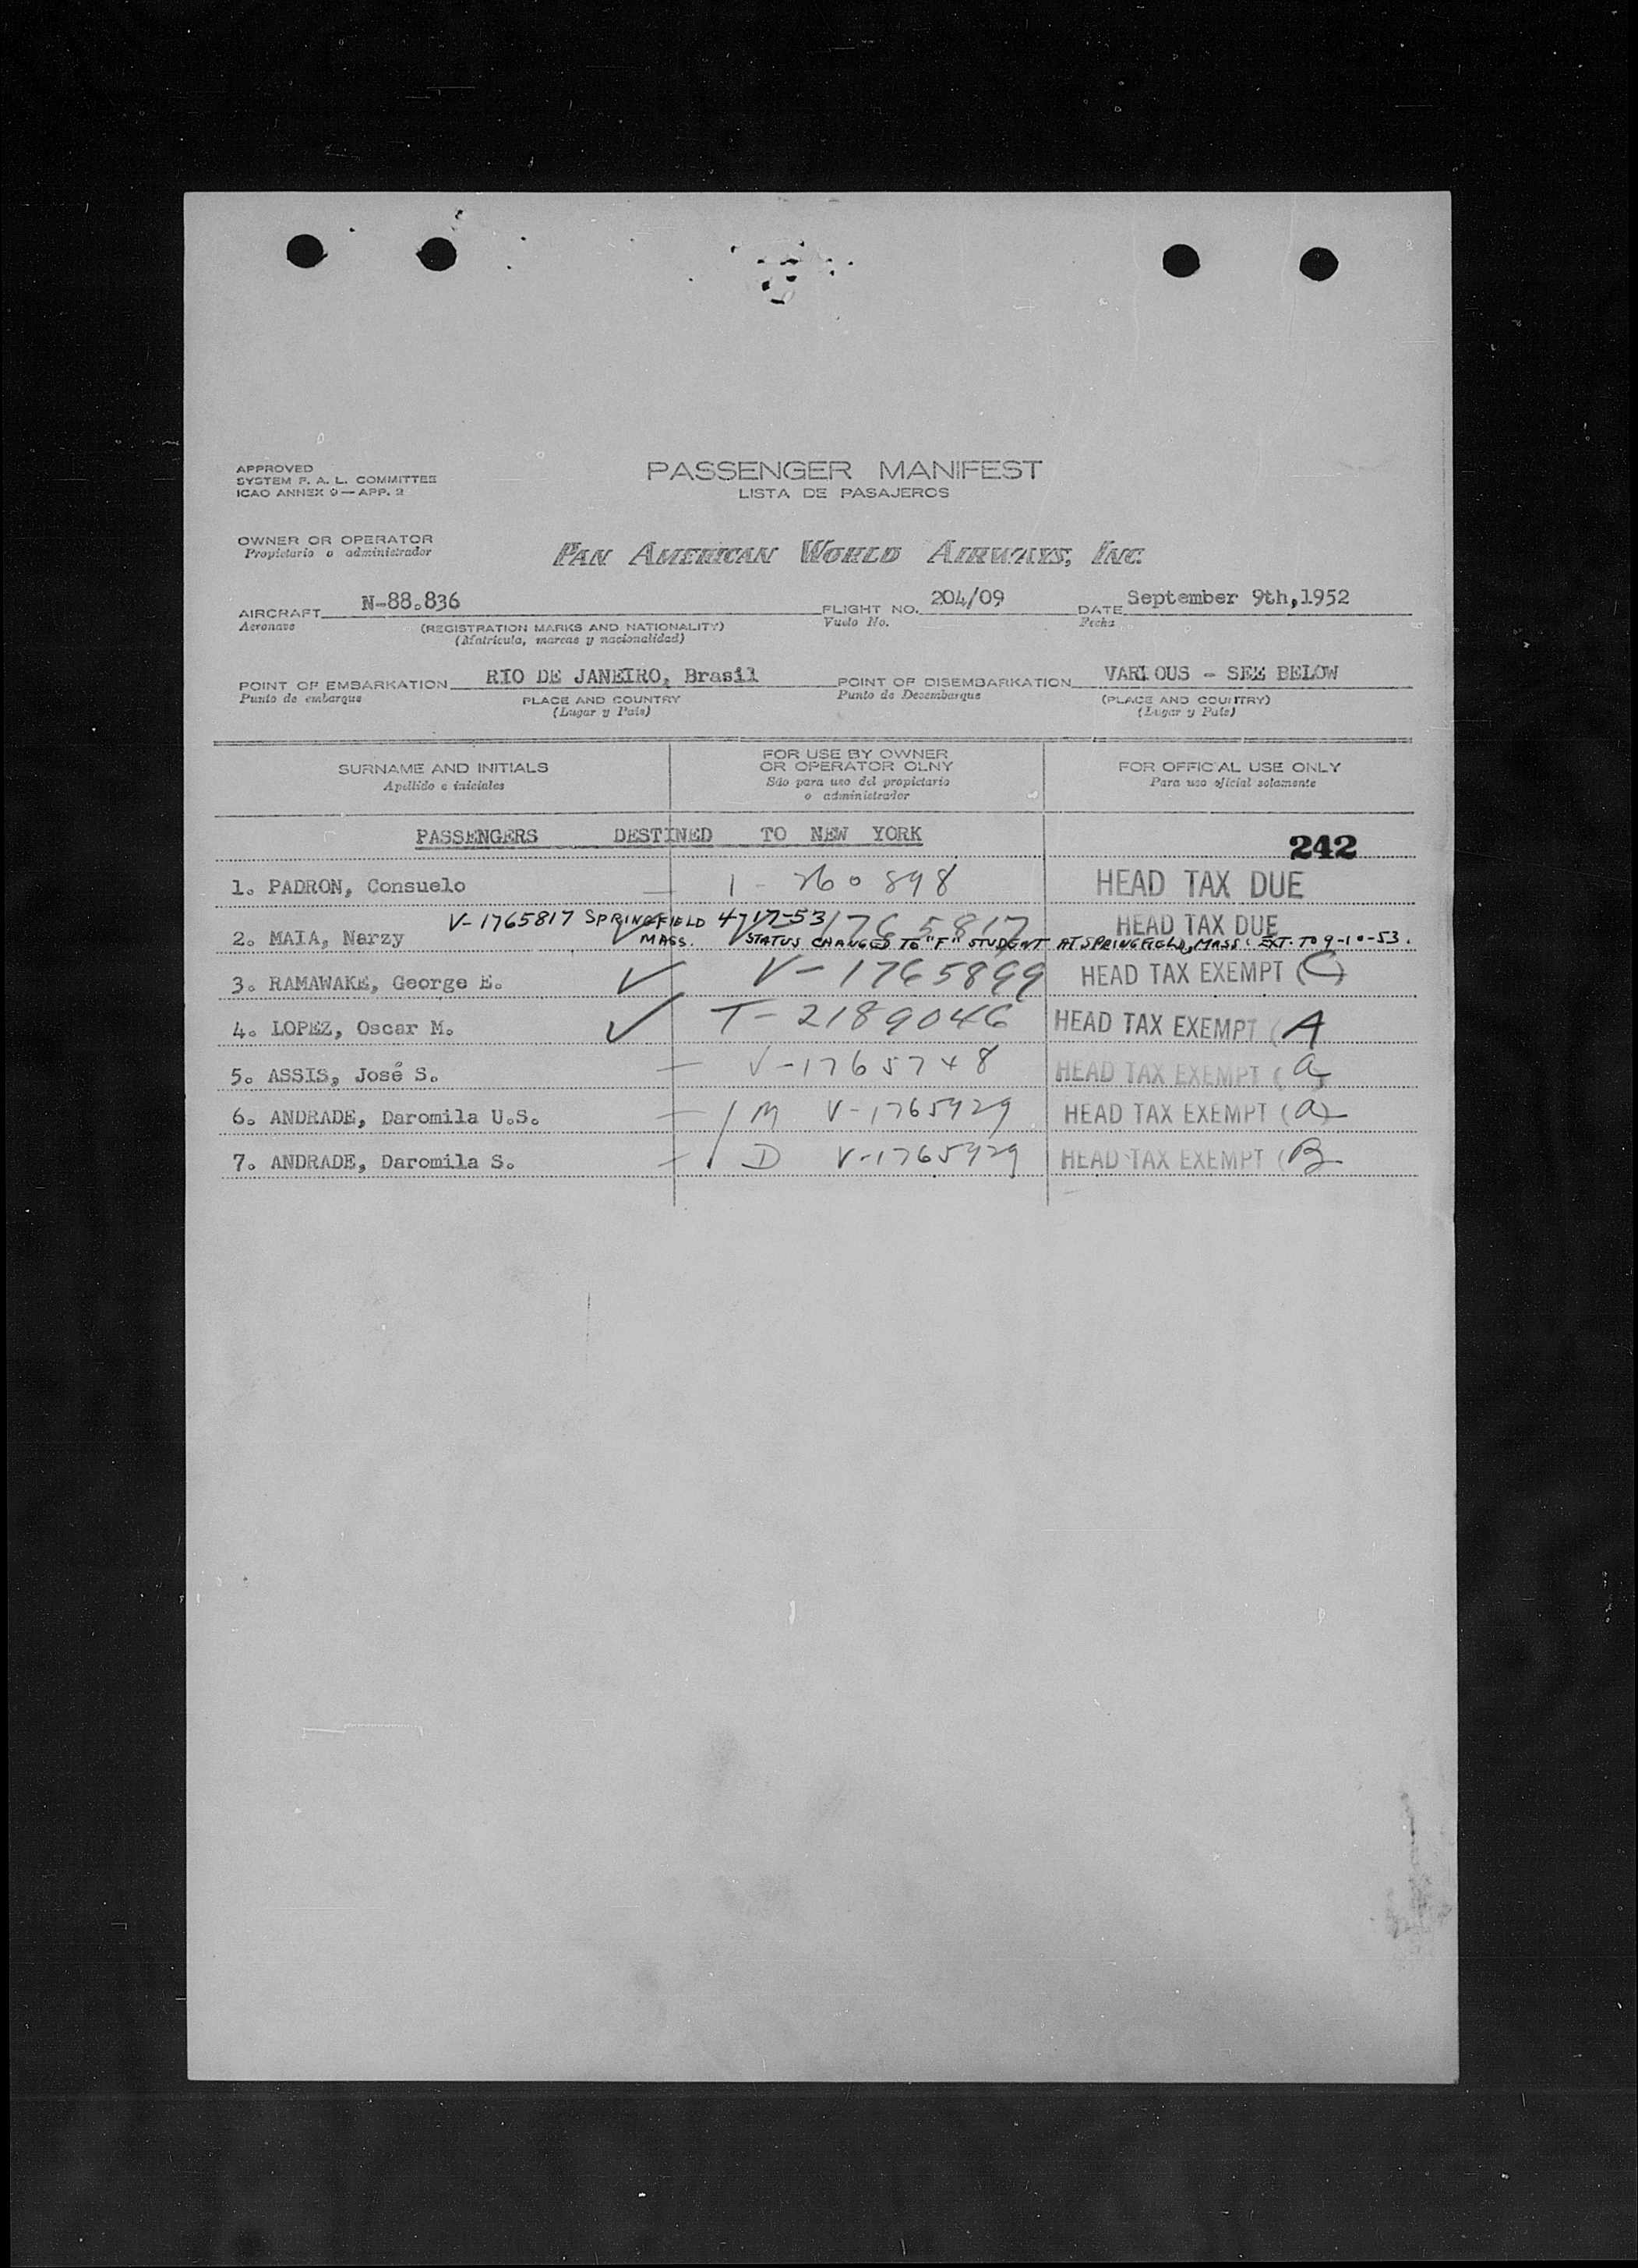 APPROVED
SYSTEM F. A. L. COMMITTEE
ICAO ANNEX 9 — APP. 2
PASSENGER MANIFEST
LISTA DE PASAJEROS
OWNER OR OPERATOR
Propietario o administrador
PAN AMERICAN WORLD AIRWAYS, INC.
AIRCRAFT N-88.836 FLIGHT NO. 204/09 DATE September 9th,1952
Aeronave (REGISTRATION MARKS AND NATIONALITY) Vuelo No. Fecha
(Matricula, marcas y nacionalidad)
POINT OF EMBARKATION RIO DE JANEIRO, Brasil POINT OF DISEMBARKATION VARIOUS - SEE BELOW
Punto de embarque PLACE AND COUNTRY Punto de Desembarque (PLACE AND COUNTRY)
(Lugar y Pais) (Lugar y Pais)
SURNAME AND INITIALS
Apellido e iniciales
FOR USE BY OWNER
OR OPERATOR OLNY
Sólo para uso del propietario
o administrador
FOR OFFICIAL USE ONLY
Para uso oficial solamente
PASSENGERS DESTINED TO NEW YORK 242
1. PADRON, Consuelo — 1 - 260898 HEAD TAX DUE
V-1765817 SPRINGFIELD 4-17-53 1765817 HEAD TAX DUE
2. MAIA, Narzy MASS. STATUS CHANGED TO "F" STUDENT AT SPRINGFIELD, MASS. EXT. TO 9-10-53.
3. RAMAWAKE, George E. ✓ V-1765899 HEAD TAX EXEMPT (C)
4. LOPEZ, Oscar M. ✓ T-2189046 HEAD TAX EXEMPT (A
5. ASSIS, José S. — V-1765748 HEAD TAX EXEMPT (a)
6. ANDRADE, Daromila U.S. — / M V-1765929 HEAD TAX EXEMPT (a)
7. ANDRADE, Daromila S. — / D V-1765929 HEAD TAX EXEMPT (B